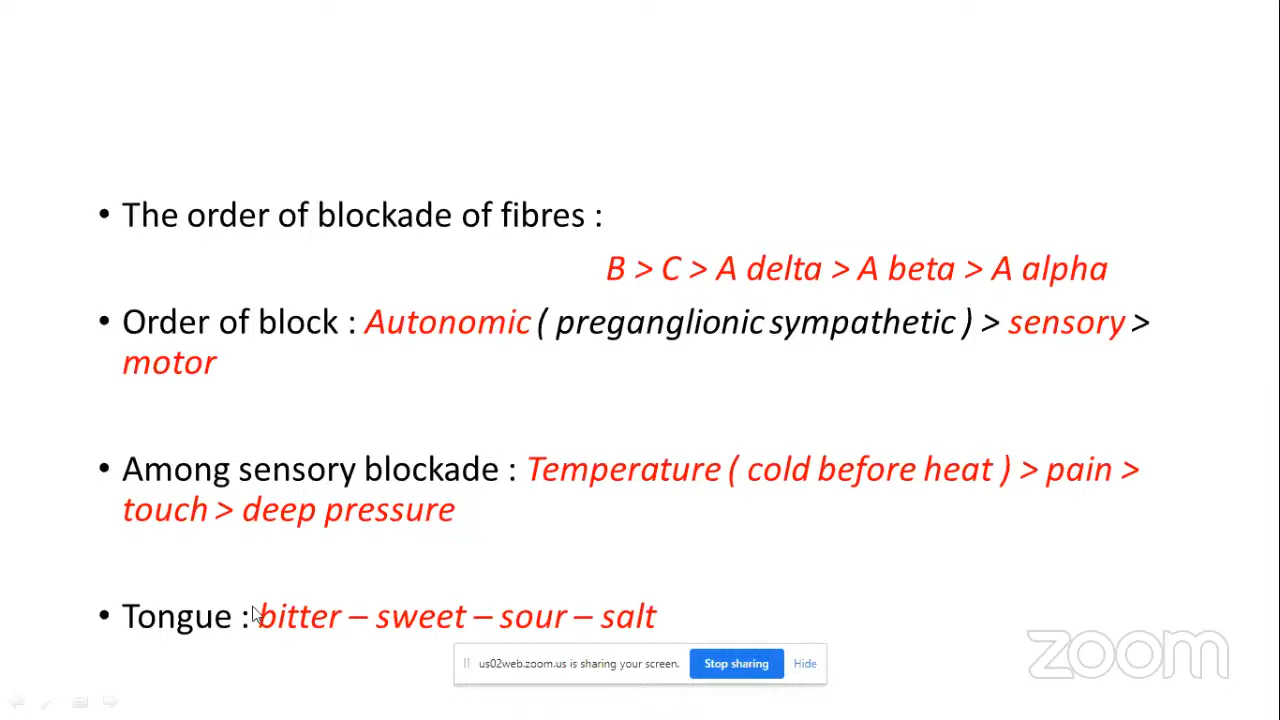 • The order of blockade of fibres :
B > C > A delta > A beta > A alpha
• Order of block : Autonomic ( preganglionic sympathetic ) > sensory >
motor
• Among sensory blockade : Temperature ( cold before heat ) > pain >
touch > deep pressure
• Tongue : bitter – sweet – sour – salt
us02web.zoom.us is sharing your screen. Stop sharing Hide
zoom